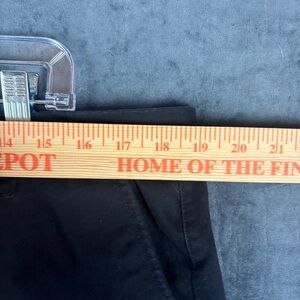 14 15 16 17 18 19 20 21
EPOT HOME OF THE FIN